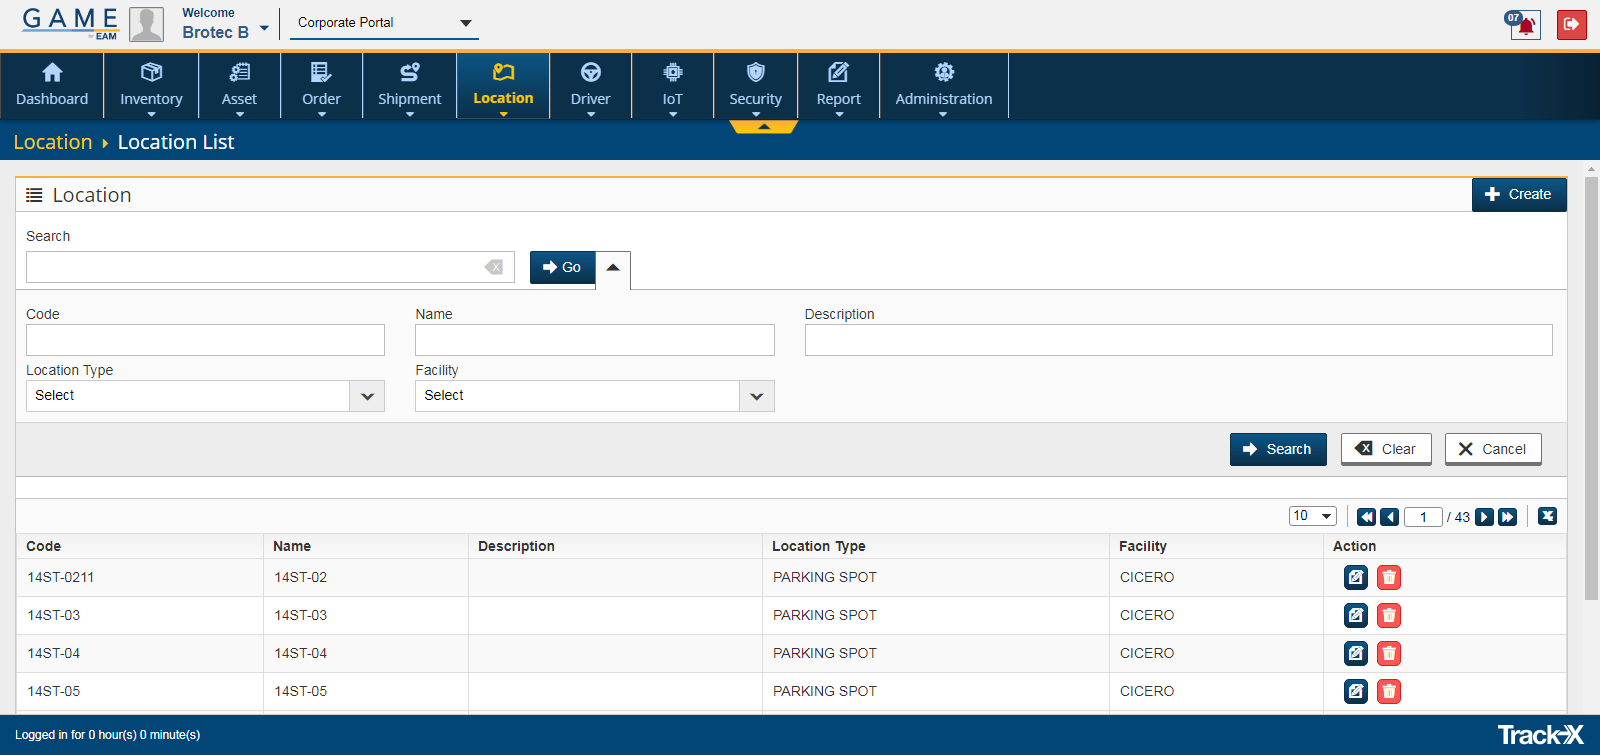 GAME
EAM
Welcome
Brotec B
Corporate Portal
07
Dashboard Inventory Asset Order Shipment Location Driver IoT Security Report Administration
Location Location List
Location
Create
Search
Go
Code Name Description
Location Type Facility
Select Select
Search Clear Cancel
10 1 / 43
Code Name Description Location Type Facility Action
14ST-0211 14ST-02 PARKING SPOT CICERO
14ST-03 14ST-03 PARKING SPOT CICERO
14ST-04 14ST-04 PARKING SPOT CICERO
14ST-05 14ST-05 PARKING SPOT CICERO
Logged in for 0 hour(s) 0 minute(s)
Track-X